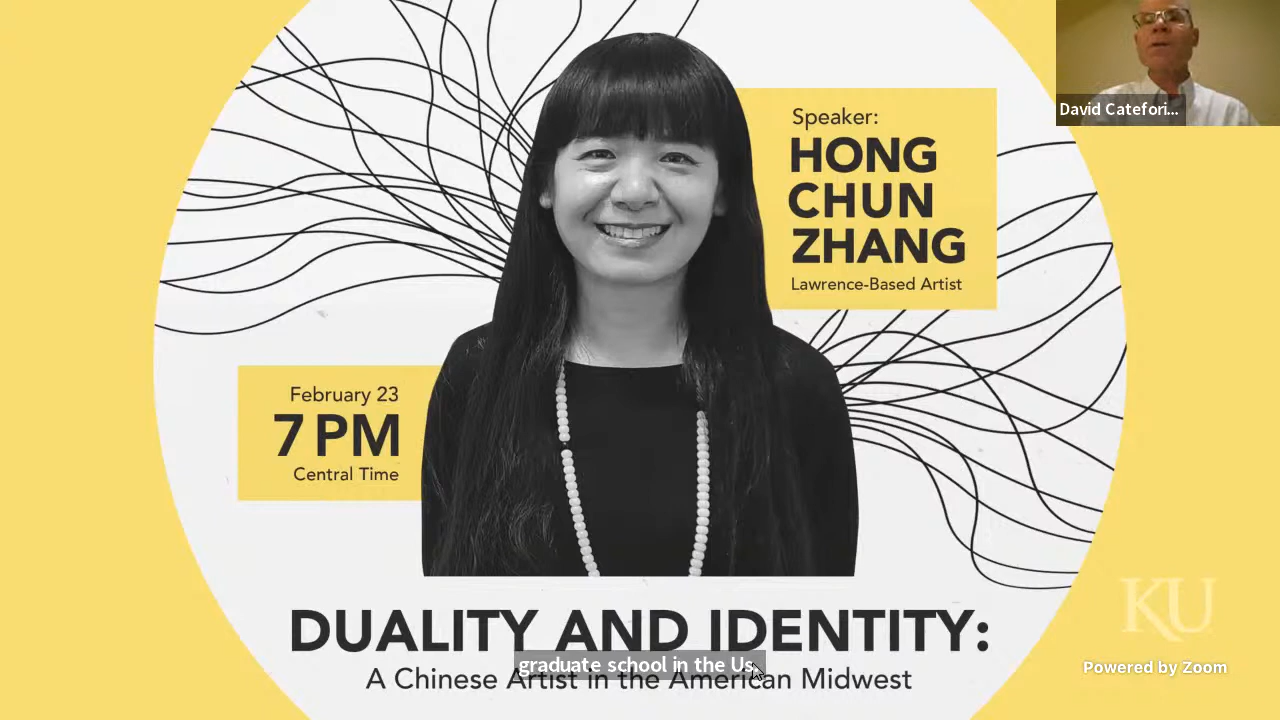 David Catefori...
Speaker:
HONG
CHUN
ZHANG
Lawrence-Based Artist
February 23
7 PM
Central Time
KU
DUALITY AND IDENTITY:
graduate school in the Us,
A Chinese Artist in the American Midwest
Powered by Zoom